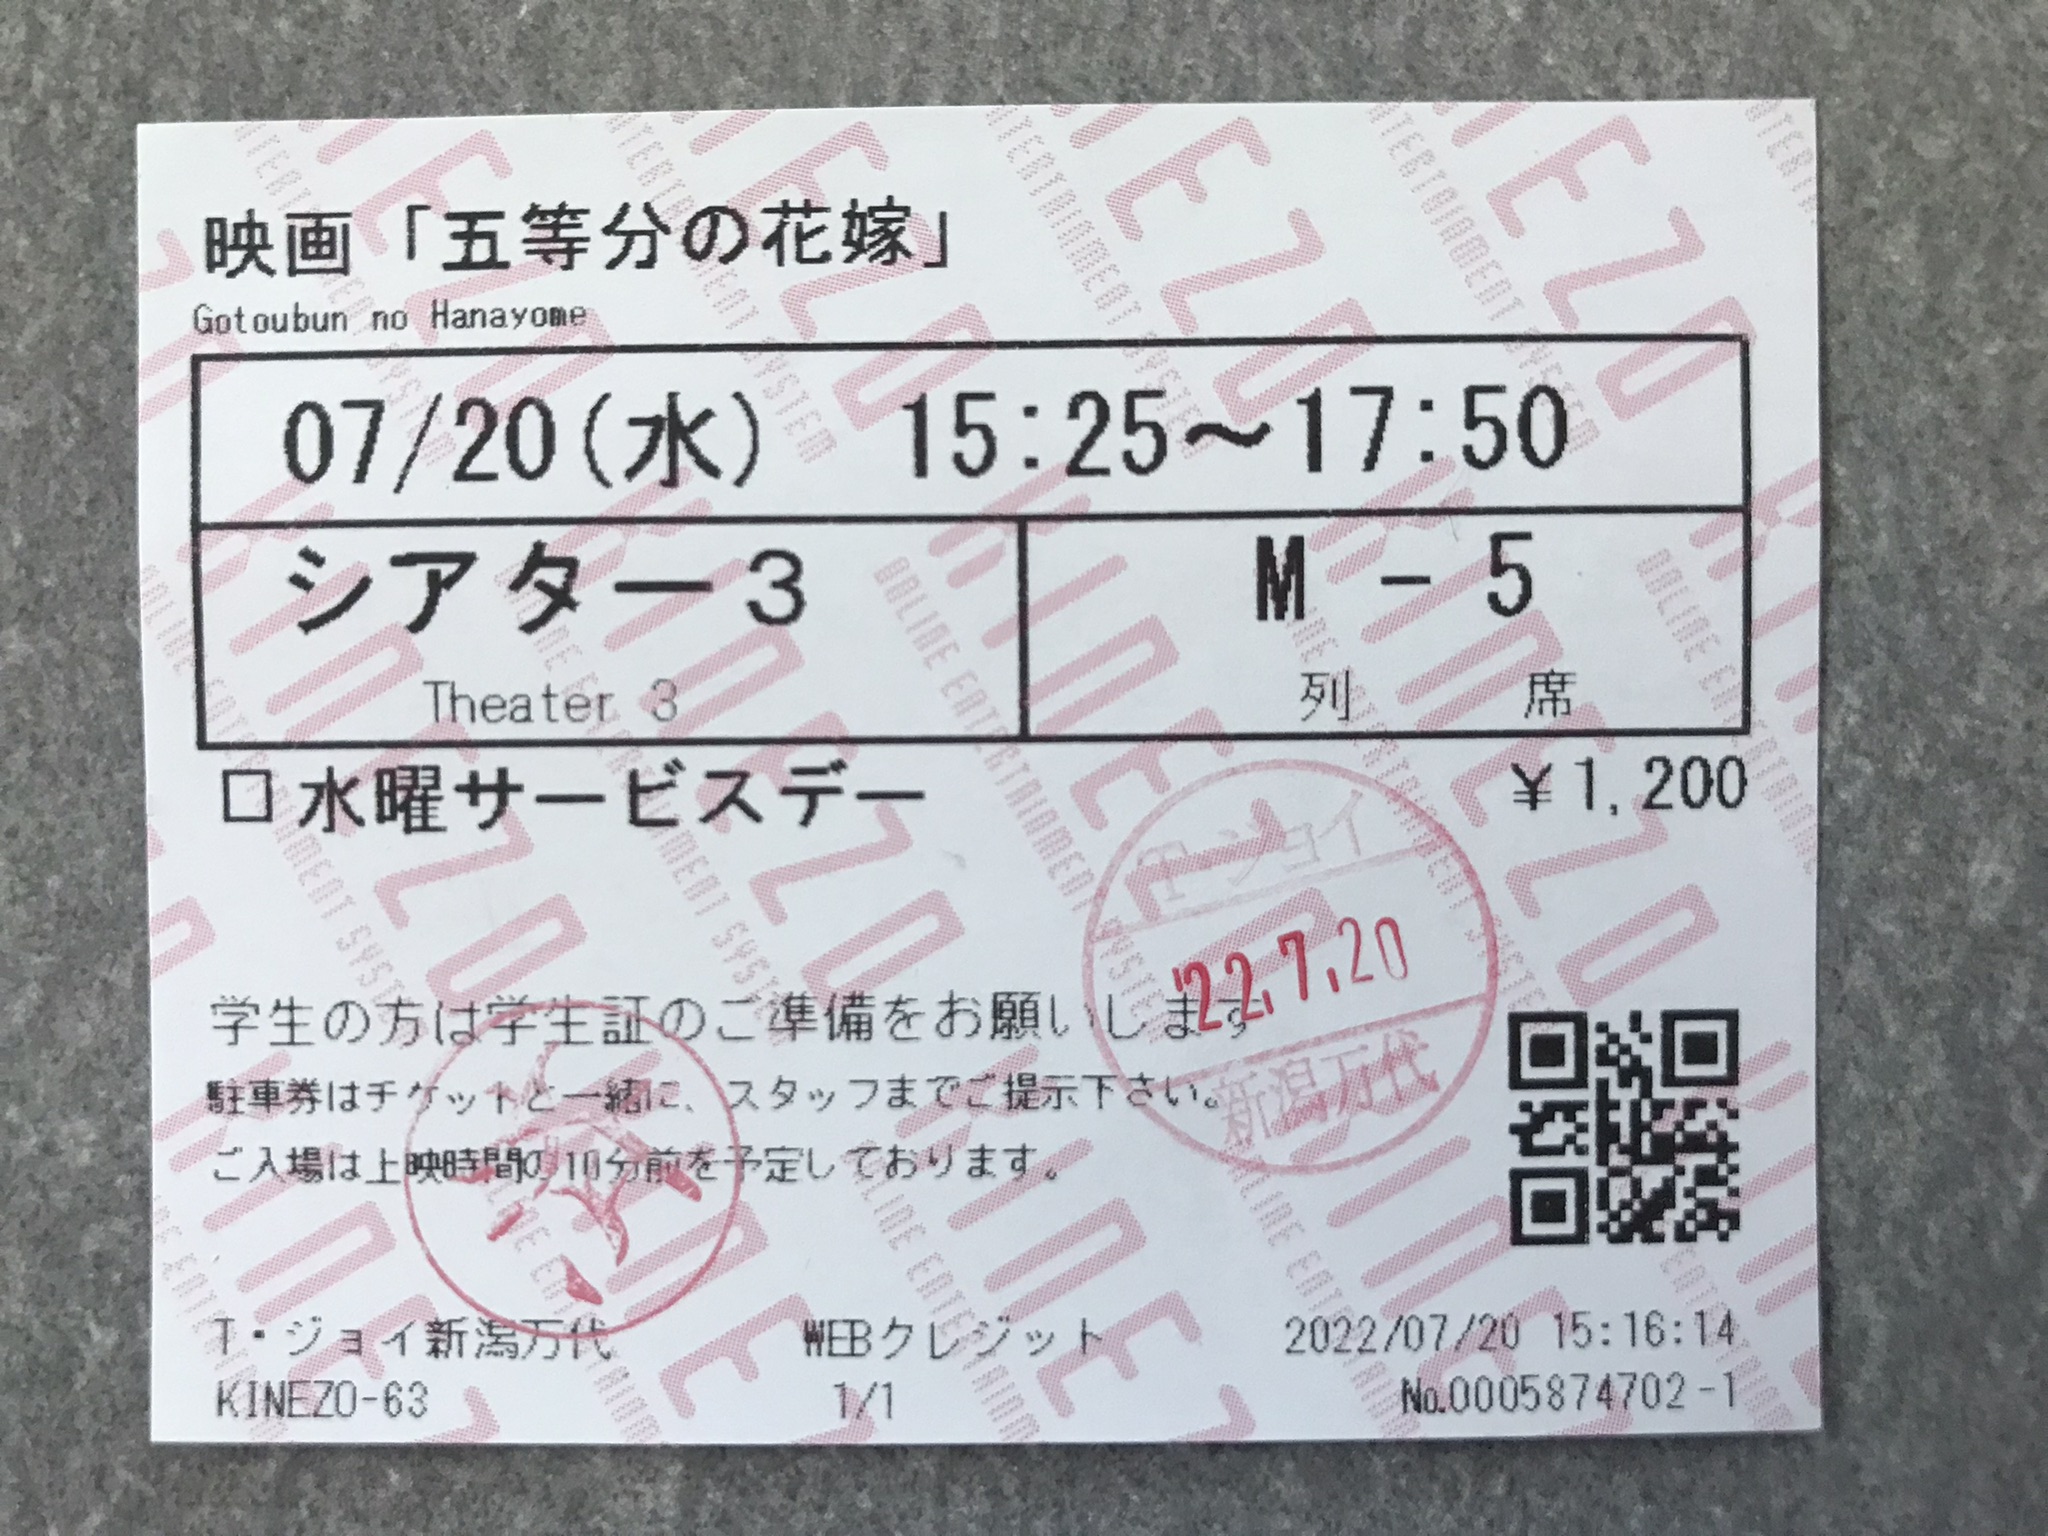 映画「五等分の花嫁」
Gotoubun no Hanayome
07/20(水) 15:25～17:50
シアター3
Theater 3
M - 5
列 席
□水曜サービスデー
¥1,200
T・ジョイ
'22.7.20
新潟万代
学生の方は学生証のご準備をお願いします
駐車券はチケットと一緒に、スタッフまでご提示下さい。
ご入場は上映時間の10分前を予定しております。
T・ジョイ新潟万代 WEBクレジット 2022/07/20 15:16:14
KINEZO-63 1/1 No.0005874702-1
KINEZO
ONLINE ENTERTAINMENT SYSTEM